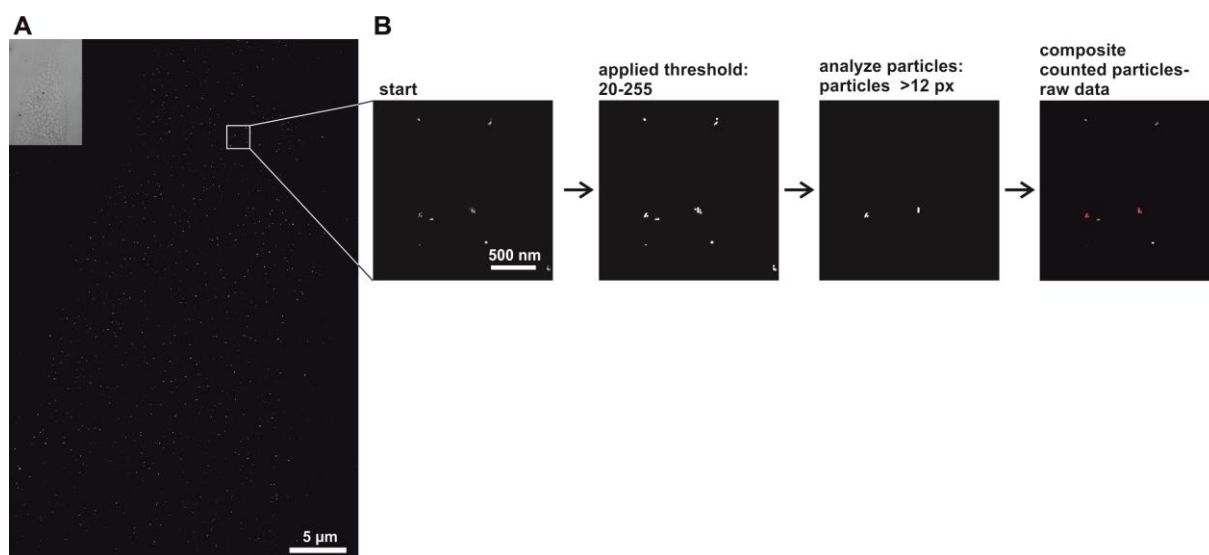 A
B
start
applied threshold:
20-255
analyze particles:
particles >12 px
composite
counted particles-
raw data
500 nm
5 µm